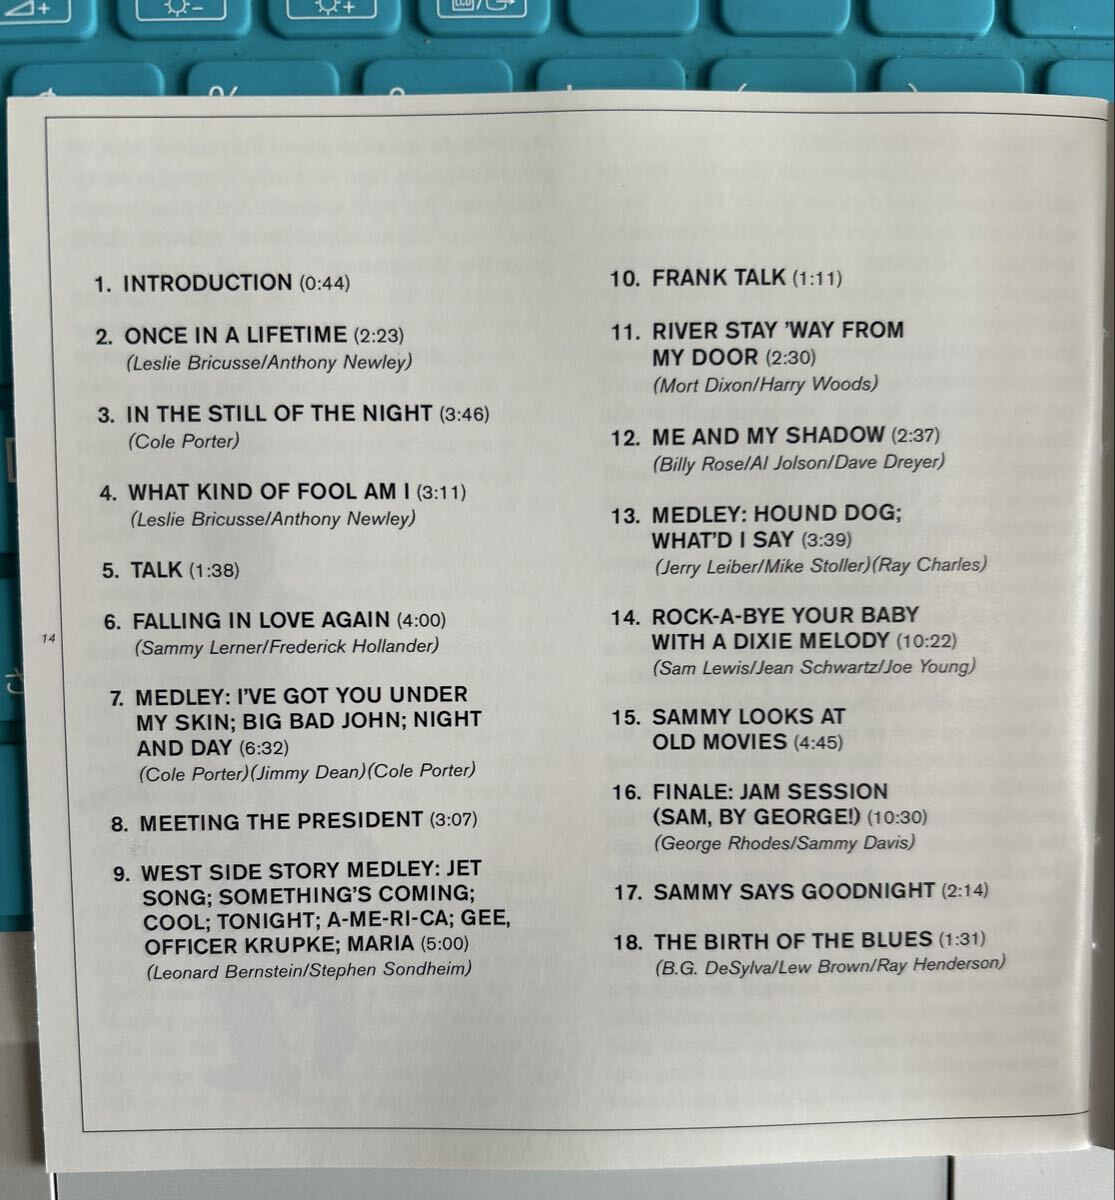 1. INTRODUCTION (0:44)
2. ONCE IN A LIFETIME (2:23)
(Leslie Bricusse/Anthony Newley)
3. IN THE STILL OF THE NIGHT (3:46)
(Cole Porter)
4. WHAT KIND OF FOOL AM I (3:11)
(Leslie Bricusse/Anthony Newley)
5. TALK (1:38)
6. FALLING IN LOVE AGAIN (4:00)
(Sammy Lerner/Frederick Hollander)
7. MEDLEY: I'VE GOT YOU UNDER
MY SKIN; BIG BAD JOHN; NIGHT
AND DAY (6:32)
(Cole Porter)(Jimmy Dean)(Cole Porter)
8. MEETING THE PRESIDENT (3:07)
9. WEST SIDE STORY MEDLEY: JET
SONG; SOMETHING'S COMING;
COOL; TONIGHT; A-ME-RI-CA; GEE,
OFFICER KRUPKE; MARIA (5:00)
(Leonard Bernstein/Stephen Sondheim)
10. FRANK TALK (1:11)
11. RIVER STAY 'WAY FROM
MY DOOR (2:30)
(Mort Dixon/Harry Woods)
12. ME AND MY SHADOW (2:37)
(Billy Rose/Al Jolson/Dave Dreyer)
13. MEDLEY: HOUND DOG;
WHAT'D I SAY (3:39)
(Jerry Leiber/Mike Stoller)(Ray Charles)
14. ROCK-A-BYE YOUR BABY
WITH A DIXIE MELODY (10:22)
(Sam Lewis/Jean Schwartz/Joe Young)
15. SAMMY LOOKS AT
OLD MOVIES (4:45)
16. FINALE: JAM SESSION
(SAM, BY GEORGE!) (10:30)
(George Rhodes/Sammy Davis)
17. SAMMY SAYS GOODNIGHT (2:14)
18. THE BIRTH OF THE BLUES (1:31)
(B.G. DeSylva/Lew Brown/Ray Henderson)
14